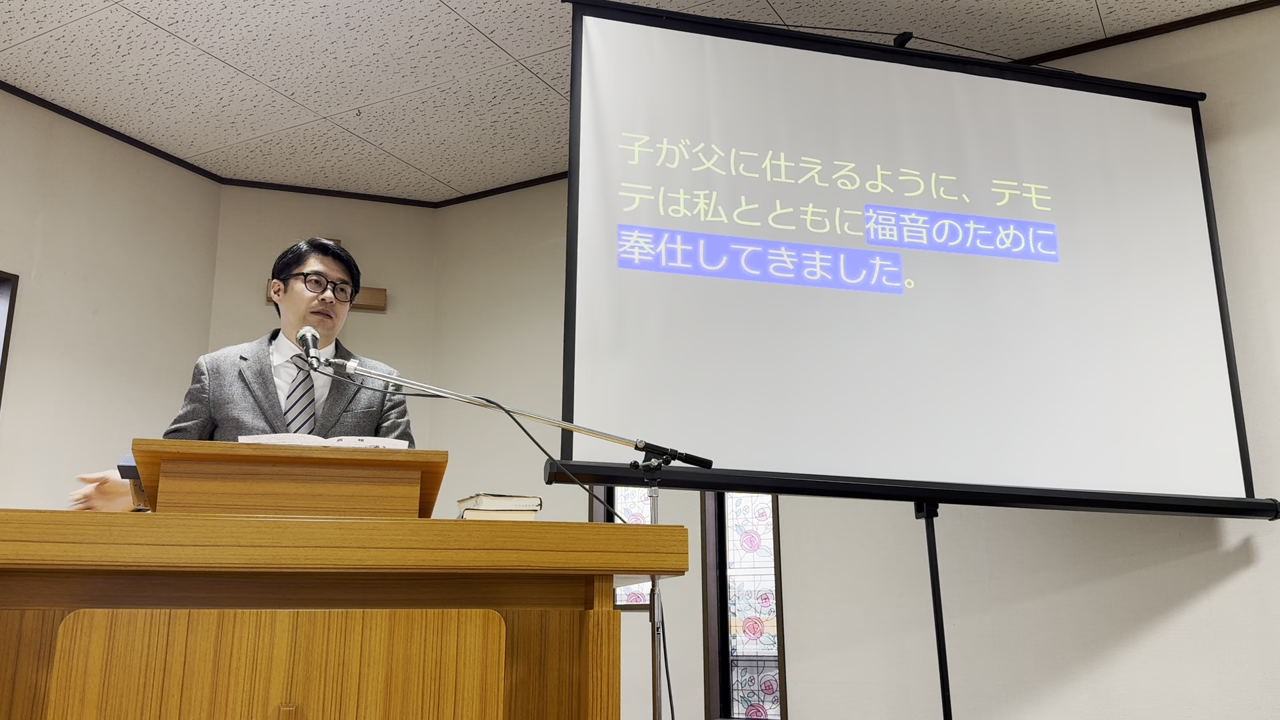 子が父に仕えるように、テモ
テは私とともに福音のために
奉仕してきました。